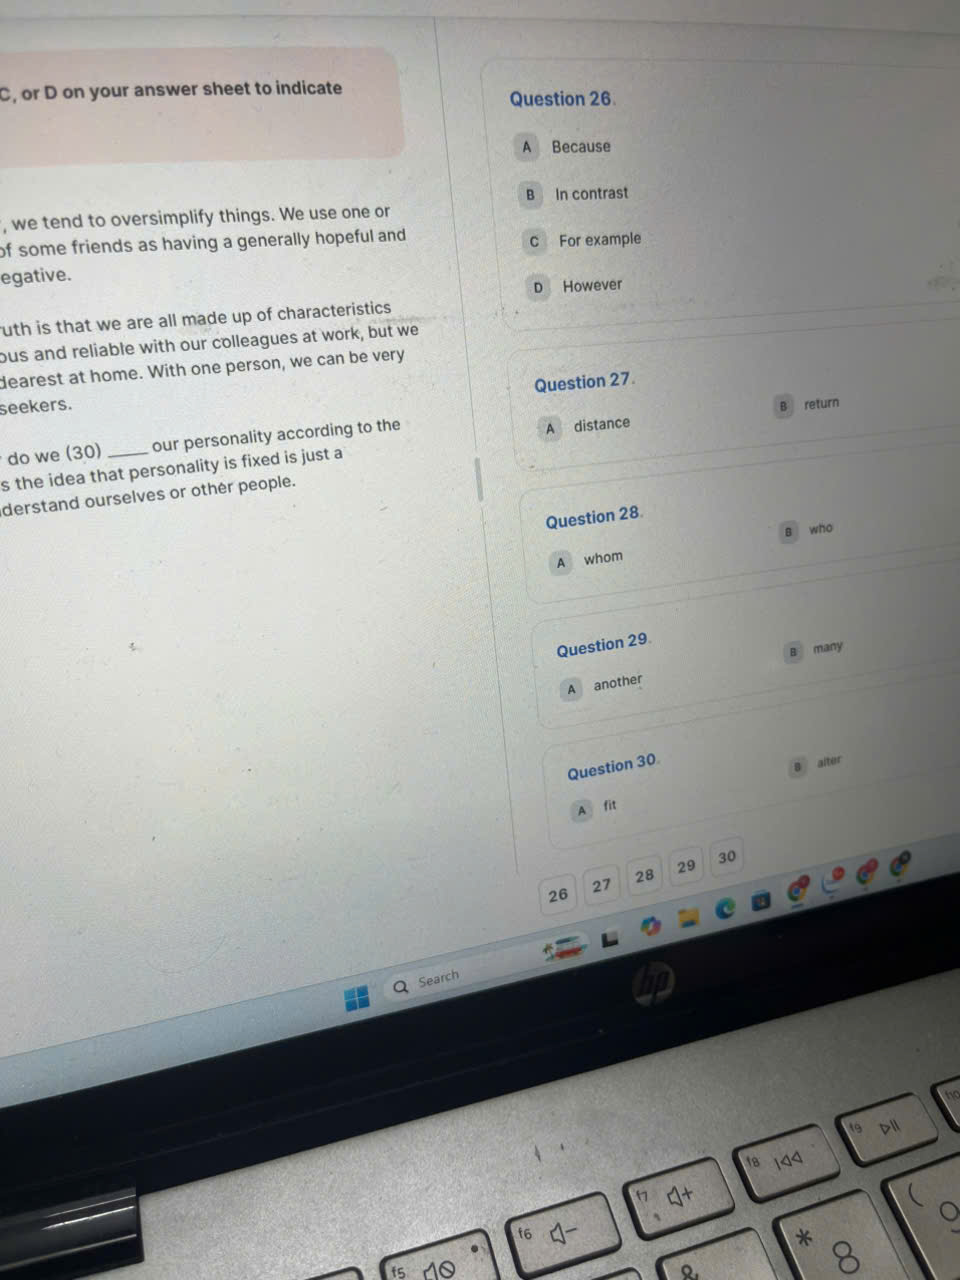 C, or D on your answer sheet to indicate
, we tend to oversimplify things. We use one or
of some friends as having a generally hopeful and
egative.
ruth is that we are all made up of characteristics
ous and reliable with our colleagues at work, but we
dearest at home. With one person, we can be very
seekers.
do we (30) _____ our personality according to the
s the idea that personality is fixed is just a
derstand ourselves or other people.
Question 26.
A Because
B In contrast
C For example
D However
Question 27.
A distance
B return
Question 28.
A whom
B who
Question 29.
A another
B many
Question 30.
A fit
B alter
26 27 28 29 30
Search
hp
f5
f6
f7
f8
f9
f10
&
* 8
( 9